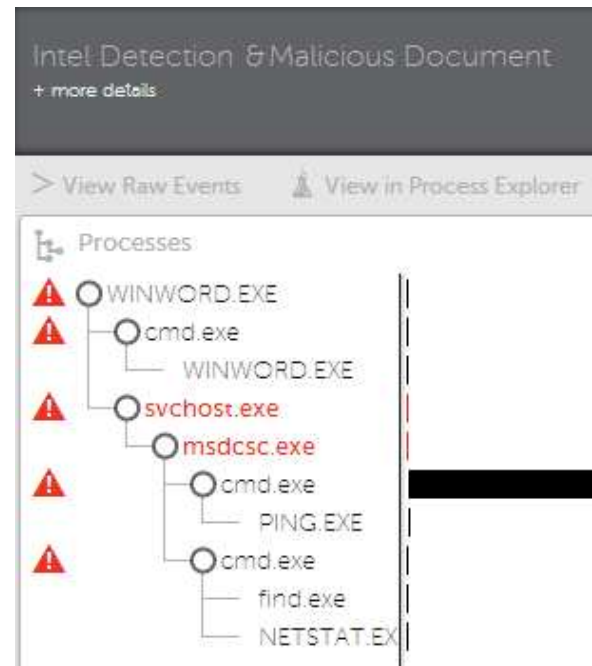 Intel Detection & Malicious Document
+ more details
> View Raw Events View in Process Explorer
Processes
WINWORD.EXE
cmd.exe
WINWORD.EXE
svchost.exe
msdcsc.exe
cmd.exe
PING.EXE
cmd.exe
find.exe
NETSTAT.EX